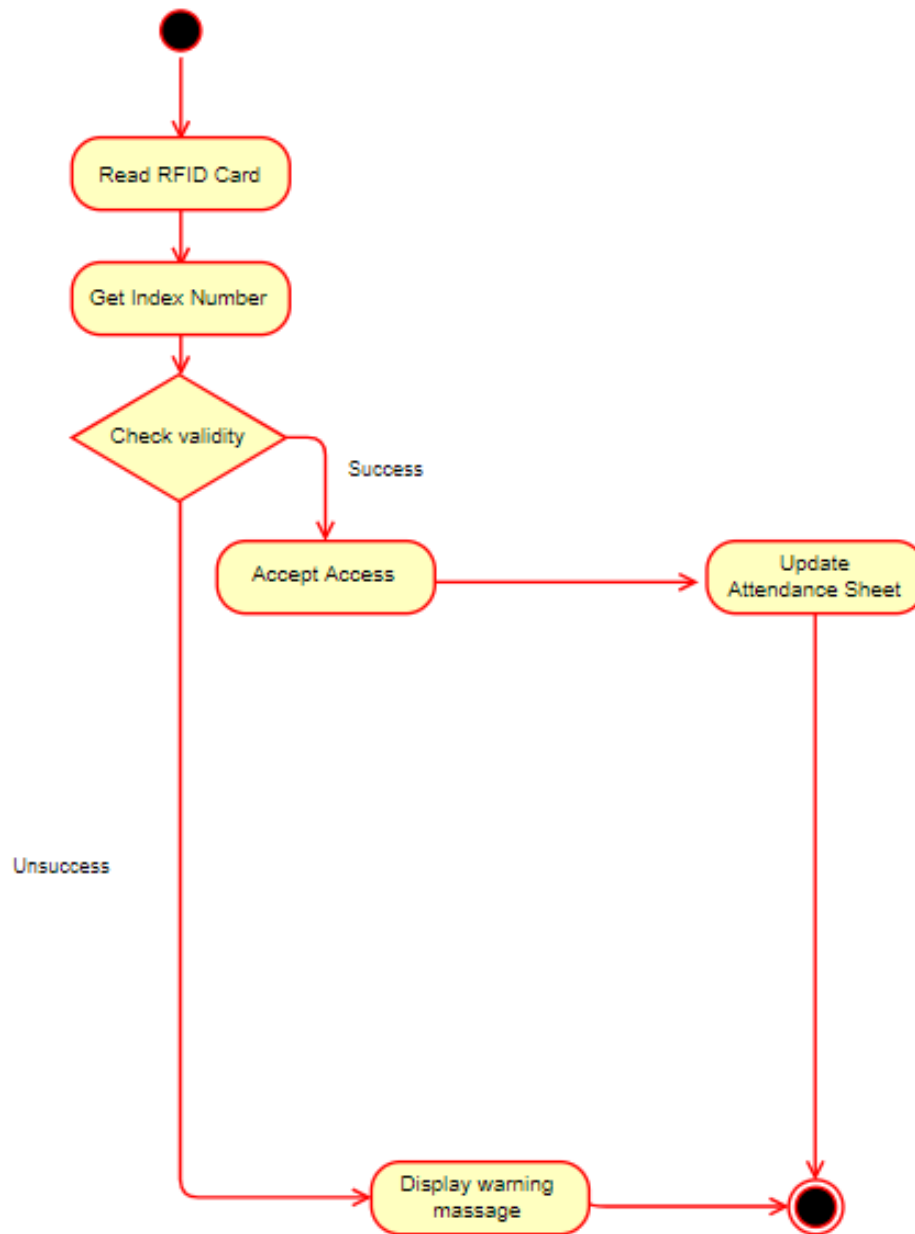 Read RFID Card
Get Index Number
Check validity
Success
Accept Access
Update
Attendance Sheet
Unsuccess
Display warning
massage